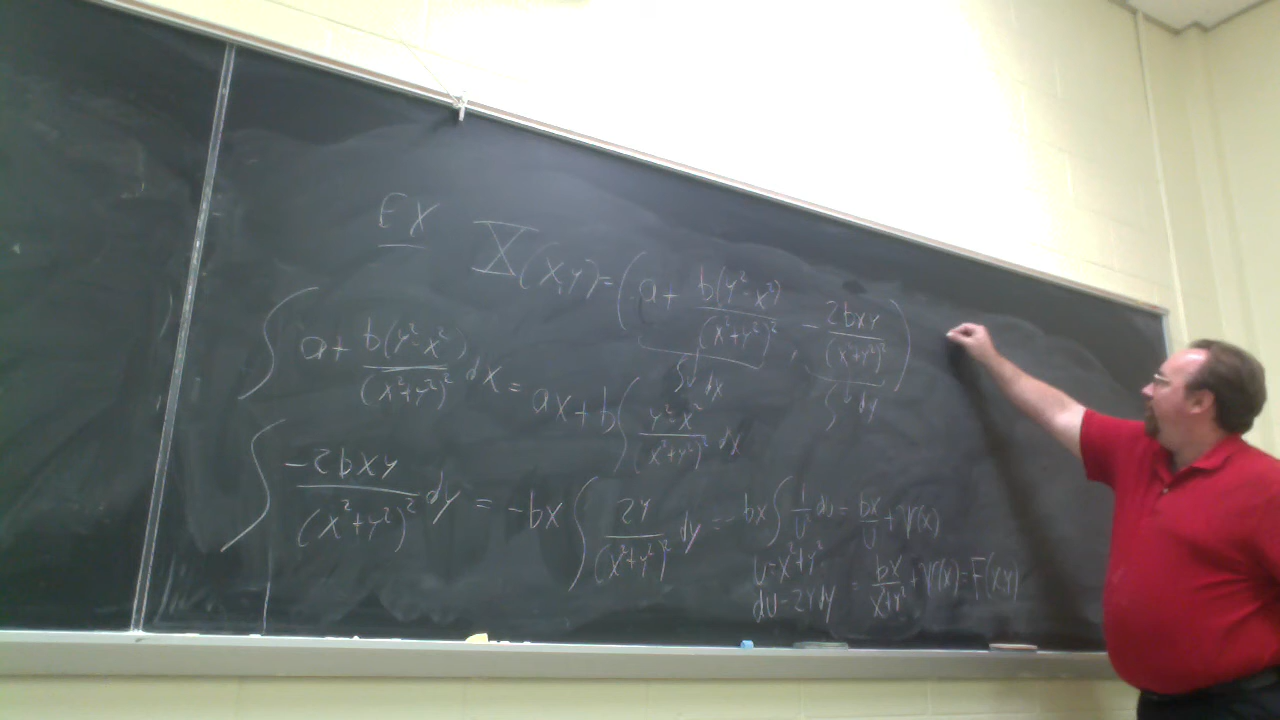 EX
X(x,y) = (a + b(y²-x²)/(x²+y²)², - 2bxy/(x²+y²)²)
∫ dx
∫ dy
∫ a + b(y²-x²)/(x²+y²)² dx = ax + b∫ y²-x²/(x²+y²)² dx
∫ -2bxy/(x²+y²)² dy = -bx ∫ 2y/(x²+y²)² dy = -bx ∫ 1/u² du = bx/u + Ψ(x)
u = x²+y²
du = 2ydy
= bx/x²+y² + Ψ(x) = F(x,y)